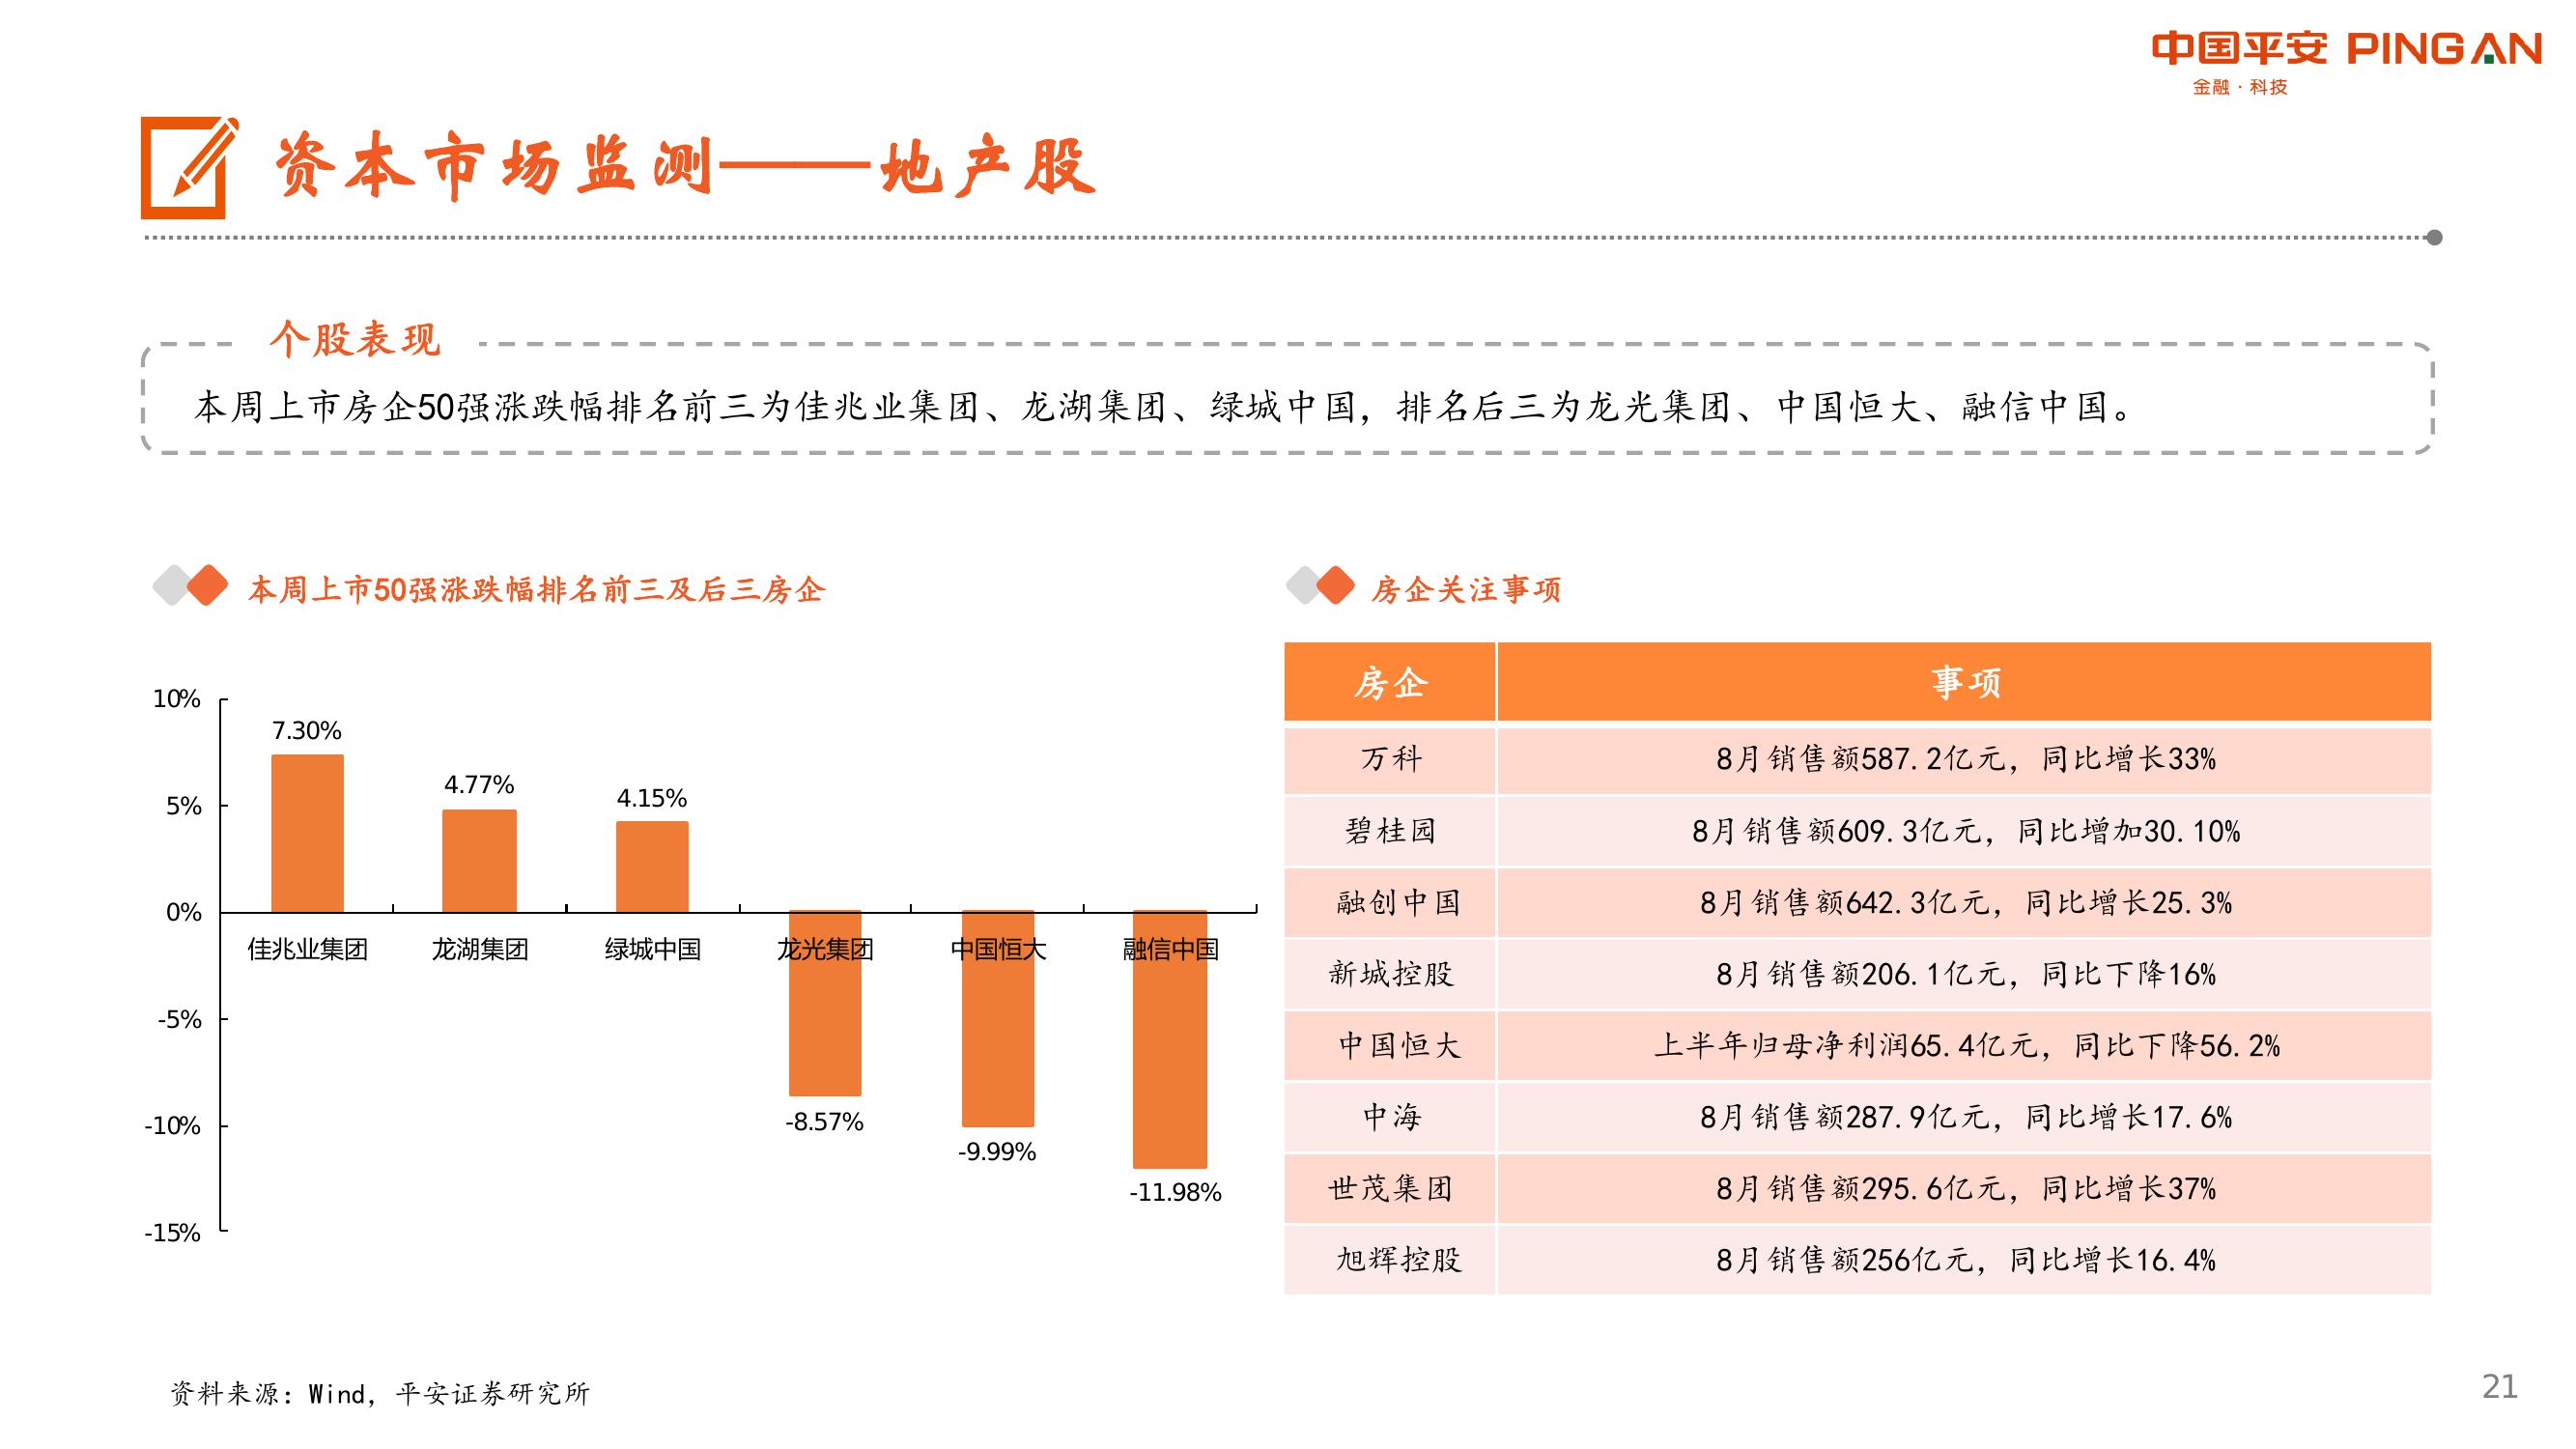 中国平安 PINGAN
金融·科技
资本市场监测——地产股
个股表现
本周上市房企50强涨跌幅排名前三为佳兆业集团、龙湖集团、绿城中国，排名后三为龙光集团、中国恒大、融信中国。
本周上市50强涨跌幅排名前三及后三房企
10%
5%
0%
-5%
-10%
-15%
7.30%
4.77%
4.15%
-8.57%
-9.99%
-11.98%
佳兆业集团
龙湖集团
绿城中国
龙光集团
中国恒大
融信中国
房企关注事项
房企 事项
万科 8月销售额587.2亿元，同比增长33%
碧桂园 8月销售额609.3亿元，同比增加30.10%
融创中国 8月销售额642.3亿元，同比增长25.3%
新城控股 8月销售额206.1亿元，同比下降16%
中国恒大 上半年归母净利润65.4亿元，同比下降56.2%
中海 8月销售额287.9亿元，同比增长17.6%
世茂集团 8月销售额295.6亿元，同比增长37%
旭辉控股 8月销售额256亿元，同比增长16.4%
资料来源：Wind，平安证券研究所
21